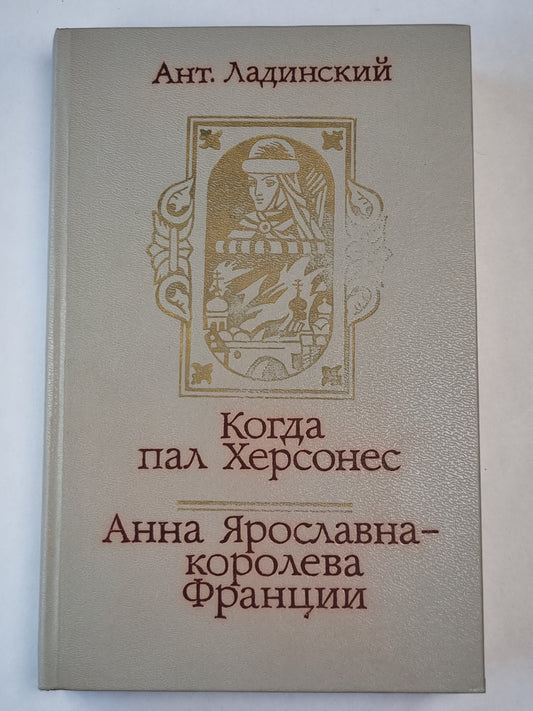 Ант. Ладинский
Когда
пал Херсонес
Анна Ярославна-
королева
Франции